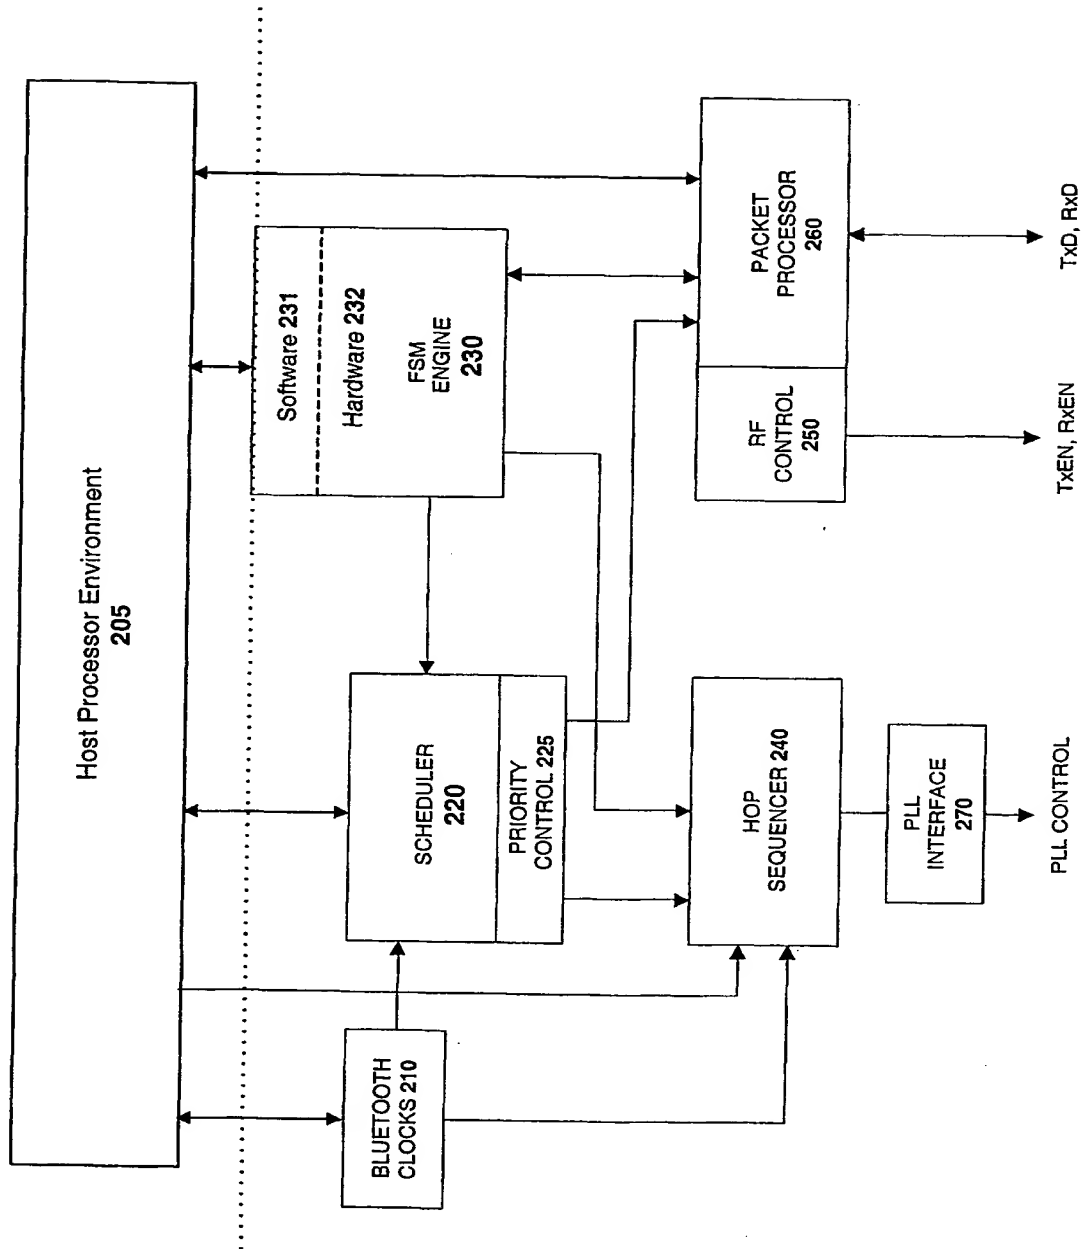 Host Processor Environment
205
BLUETOOTH
CLOCKS 210
SCHEDULER
220
PRIORITY
CONTROL 225
Software 231
Hardware 232
FSM
ENGINE
230
HOP
SEQUENCER 240
PLL
INTERFACE
270
RF
CONTROL
250
PACKET
PROCESSOR
260
PLL CONTROL
TxEN, RxEN
TxD, RxD